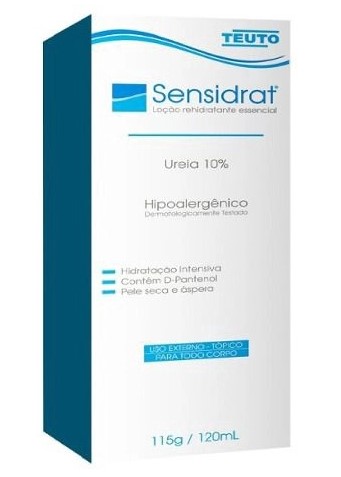 TEUTO
Sensidrat®
Loção rehidratante essencial
Ureia 10%
Hipoalergênico
Dermatologicamente Testado
Hidratação Intensiva
Contém D-Pantenol
Pele seca e áspera
USO EXTERNO - TÓPICO
PARA TODO CORPO
115g / 120mL